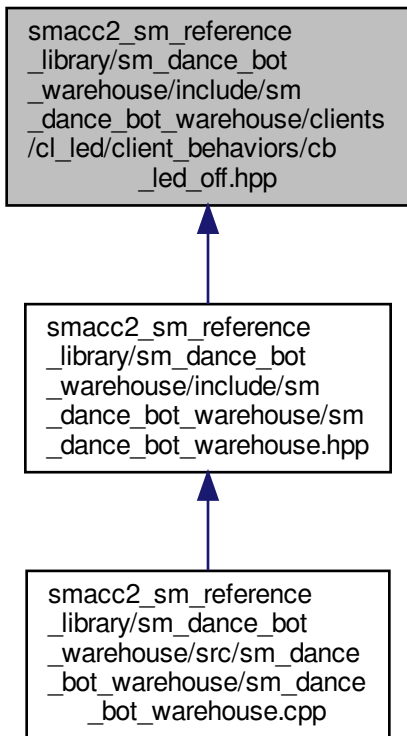 smacc2_sm_reference
_library/sm_dance_bot
_warehouse/include/sm
_dance_bot_warehouse/clients
/cl_led/client_behaviors/cb
_led_off.hpp
smacc2_sm_reference
_library/sm_dance_bot
_warehouse/include/sm
_dance_bot_warehouse/sm
_dance_bot_warehouse.hpp
smacc2_sm_reference
_library/sm_dance_bot
_warehouse/src/sm_dance
_bot_warehouse/sm_dance
_bot_warehouse.cpp